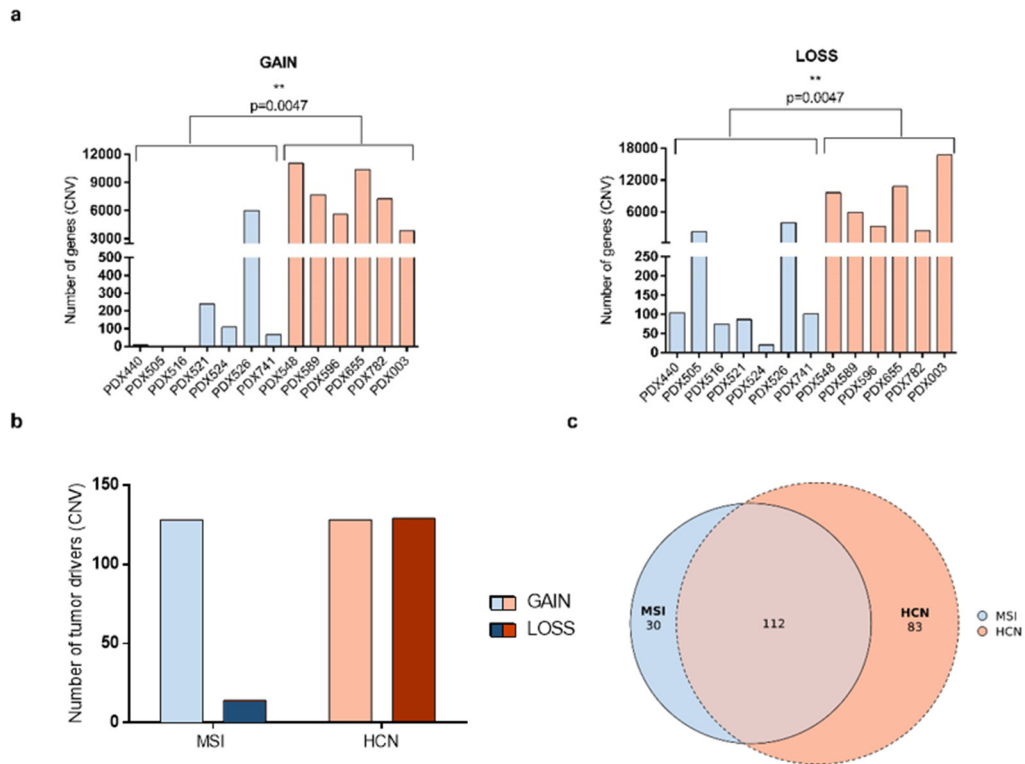 a
GAIN
**
p=0.0047
Number of genes (CNV)
12000
9000
6000
3000
500
400
300
200
100
0
PDX440
PDX505
PDX516
PDX521
PDX524
PDX526
PDX741
PDX548
PDX589
PDX596
PDX655
PDX782
PDX003
LOSS
**
p=0.0047
Number of genes (CNV)
18000
12000
6000
250
200
150
100
50
0
PDX440
PDX505
PDX516
PDX521
PDX524
PDX526
PDX741
PDX548
PDX589
PDX596
PDX655
PDX782
PDX003
b
Number of tumor drivers (CNV)
150
100
50
0
MSI
HCN
GAIN
LOSS
c
MSI
30
112
HCN
83
MSI
HCN